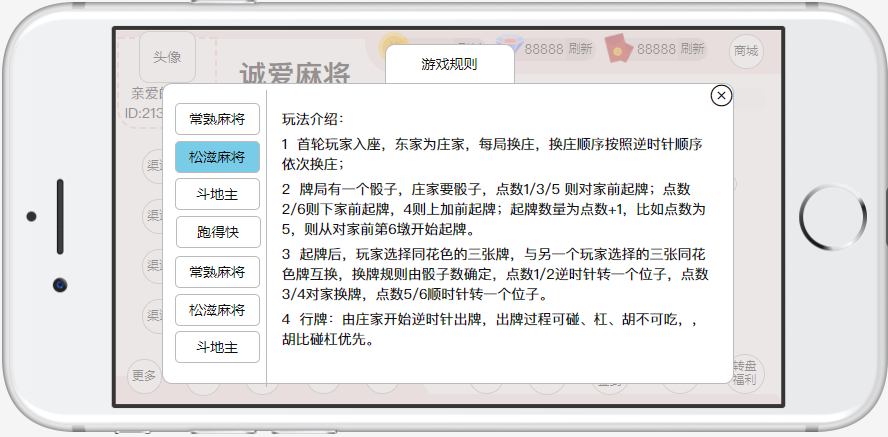 头像
88888 刷新
88888 刷新
商城
诚爱麻将
游戏规则
亲爱的
ID:213
常熟麻将
松滋麻将
斗地主
跑得快
常熟麻将
松滋麻将
斗地主
玩法介绍：
1 首轮玩家入座，东家为庄家，每局换庄，换庄顺序按照逆时针顺序
依次换庄；
2 牌局有一个骰子，庄家要骰子，点数1/3/5 则对家前起牌；点数
2/6则下家前起牌，4则上加前起牌；起牌数量为点数+1，比如点数为
5，则从对家前第6墩开始起牌。
3 起牌后，玩家选择同花色的三张牌，与另一个玩家选择的三张同花
色牌互换，换牌规则由骰子数确定，点数1/2逆时针转一个位子，点数
3/4对家换牌，点数5/6顺时针转一个位子。
4 行牌：由庄家开始逆时针出牌，出牌过程可碰、杠、胡不可吃，，
胡比碰杠优先。
渠
渠
渠
渠
更多
转盘
福利